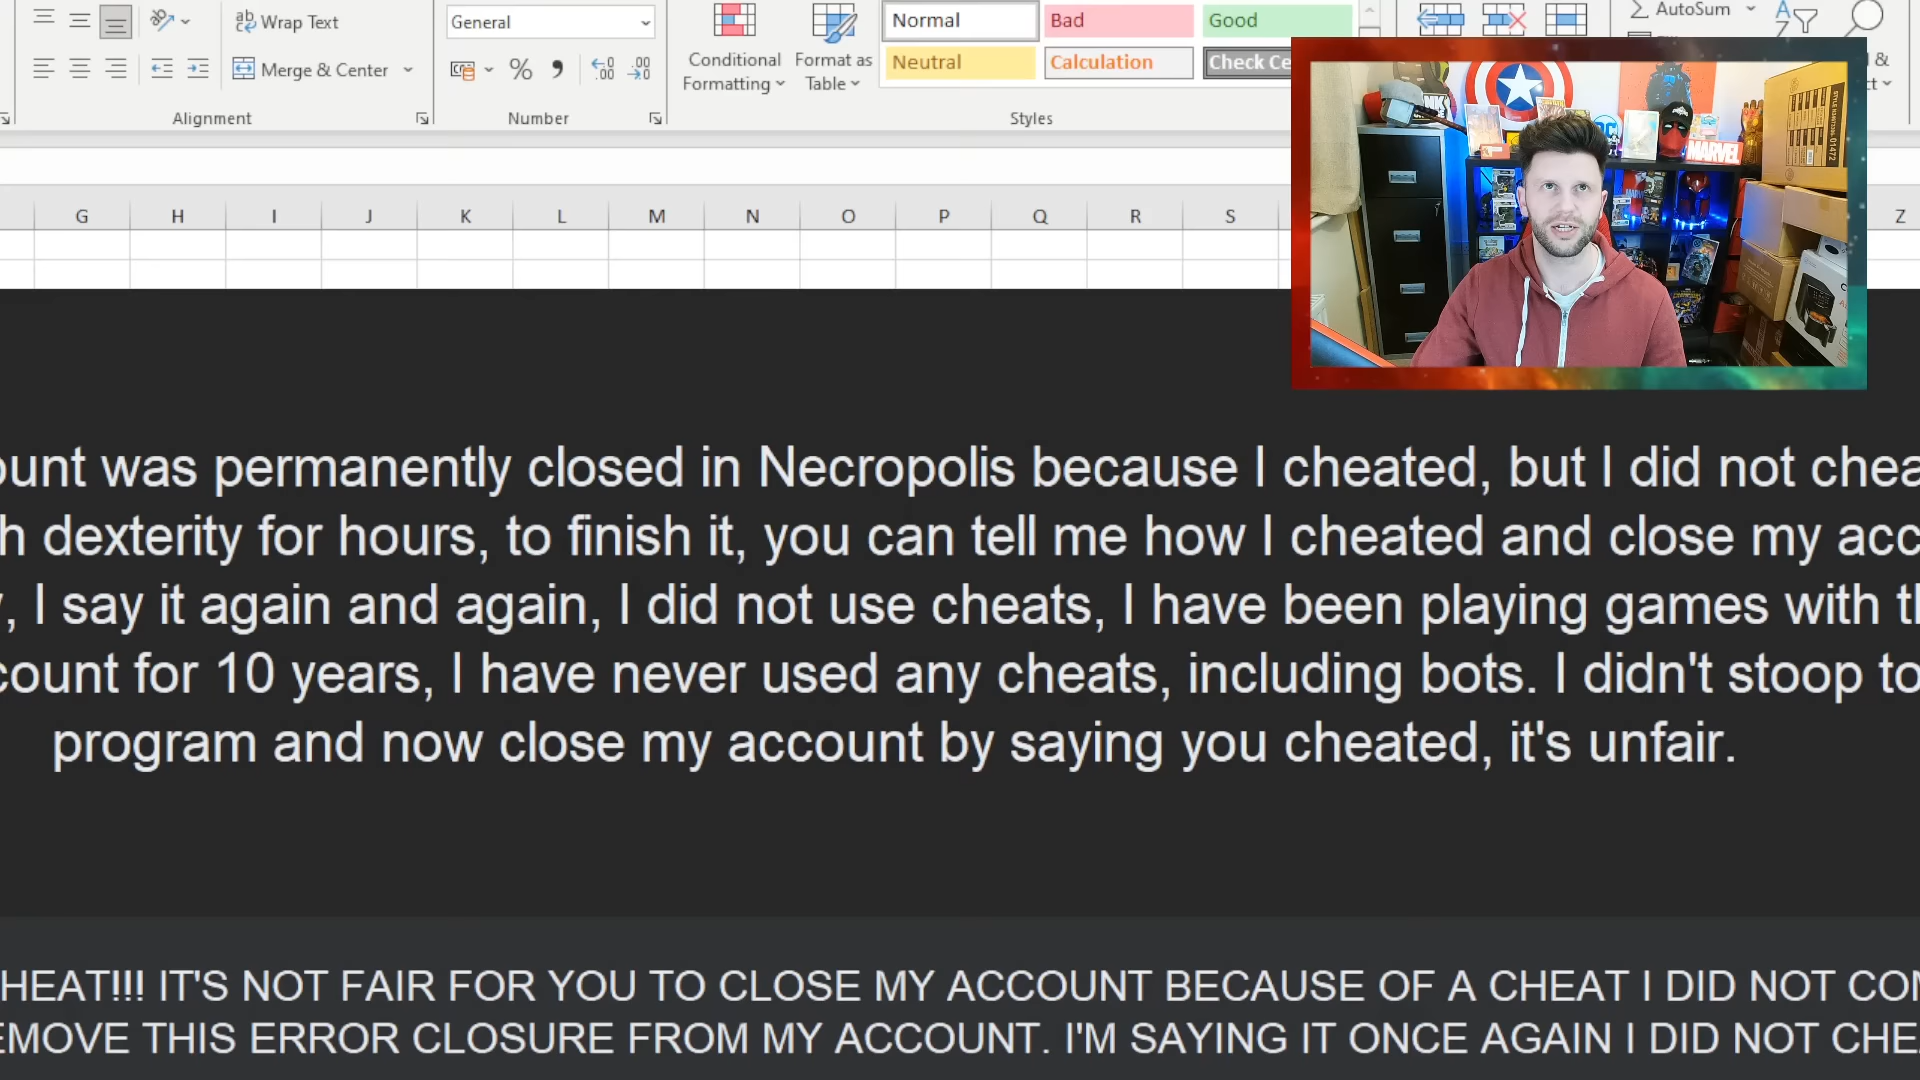 Wrap Text
General
Normal
Bad
Good
AutoSum
Merge & Center
%
Conditional Formatting
Format as Table
Neutral
Calculation
Check Ce
Alignment
Number
Styles
G H I J K L M N O P Q R S Z
MARVEL
ount was permanently closed in Necropolis because I cheated, but I did not chea
h dexterity for hours, to finish it, you can tell me how I cheated and close my acc
, I say it again and again, I did not use cheats, I have been playing games with th
count for 10 years, I have never used any cheats, including bots. I didn't stoop to
program and now close my account by saying you cheated, it's unfair.
HEAT!!! IT'S NOT FAIR FOR YOU TO CLOSE MY ACCOUNT BECAUSE OF A CHEAT I DID NOT COM
EMOVE THIS ERROR CLOSURE FROM MY ACCOUNT. I'M SAYING IT ONCE AGAIN I DID NOT CHE